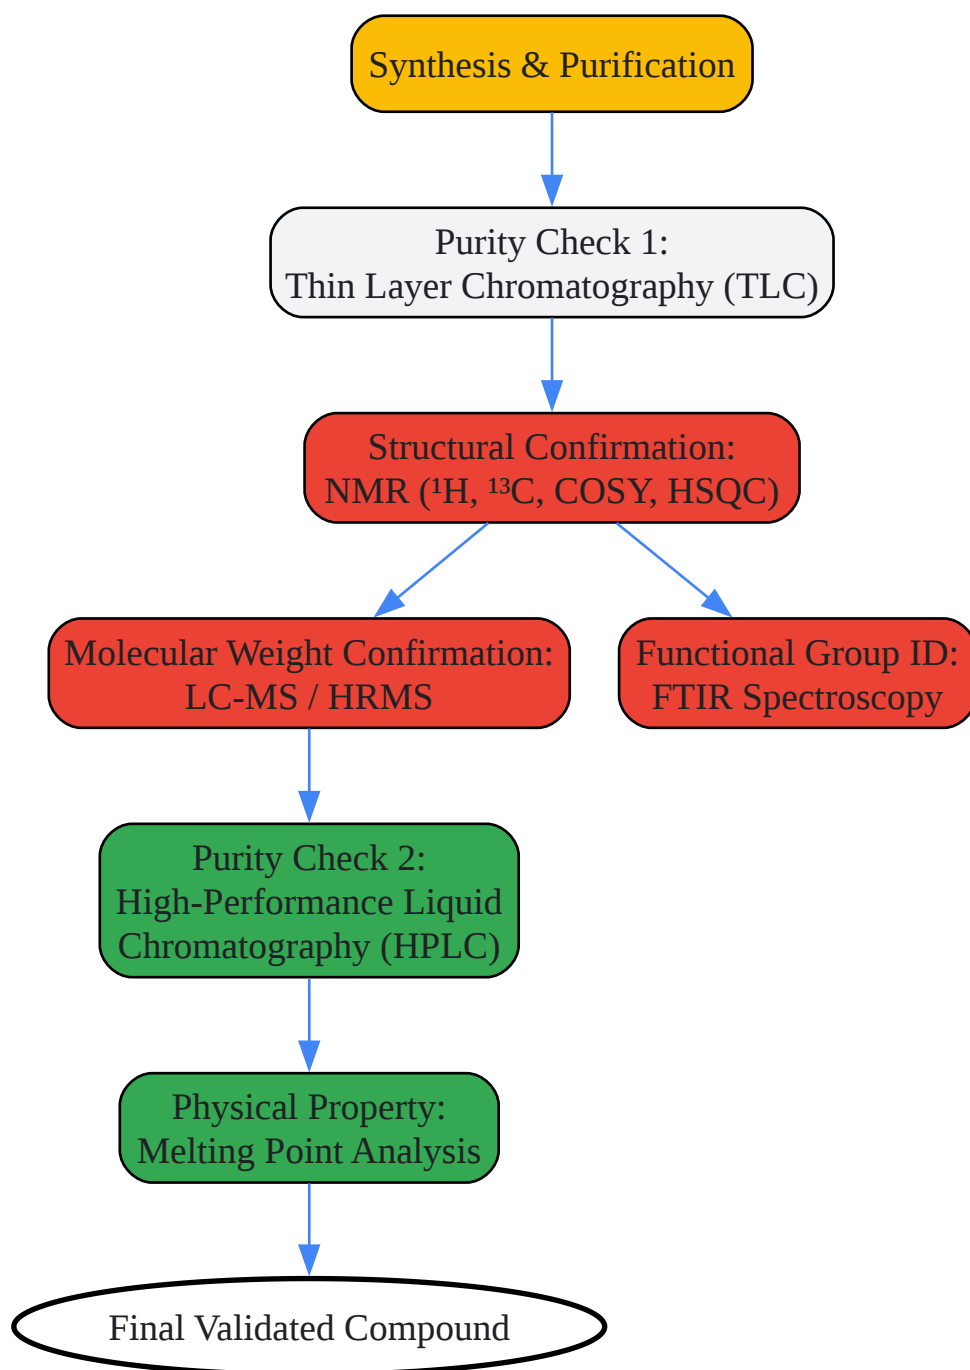 Synthesis & Purification
Purity Check 1:
Thin Layer Chromatography (TLC)
Structural Confirmation:
NMR (¹H, ¹³C, COSY, HSQC)
Molecular Weight Confirmation:
LC-MS / HRMS
Functional Group ID:
FTIR Spectroscopy
Purity Check 2:
High-Performance Liquid
Chromatography (HPLC)
Physical Property:
Melting Point Analysis
Final Validated Compound